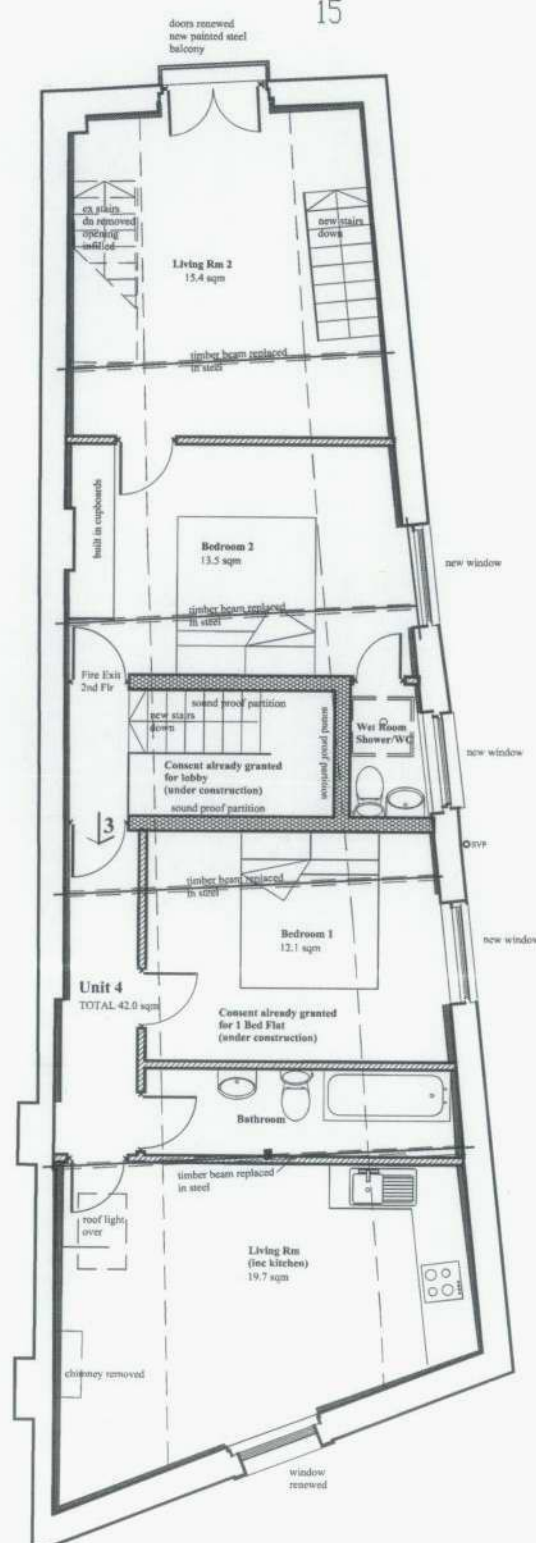 15
doors renewed
new painted steel
balcony
ex stairs
dn removed
opening
infilled
new stairs
down
Living Rm 2
15.4 sqm
timber beam replaced
in steel
built in cupboards
Bedroom 2
13.5 sqm
new window
timber beam replaced
in steel
Fire Exit
2nd Flr
sound proof partition
new stairs
down
sound proof partition
Wet Room
Shower/WC
new window
Consent already granted
for lobby
(under construction)
sound proof partition
3
SVP
timber beam replaced
in steel
Bedroom 1
12.1 sqm
new window
Unit 4
TOTAL 42.0 sqm
Consent already granted
for 1 Bed Flat
(under construction)
Bathroom
timber beam replaced
in steel
roof light
over
Living Rm
(inc kitchen)
19.7 sqm
chimney removed
window
renewed